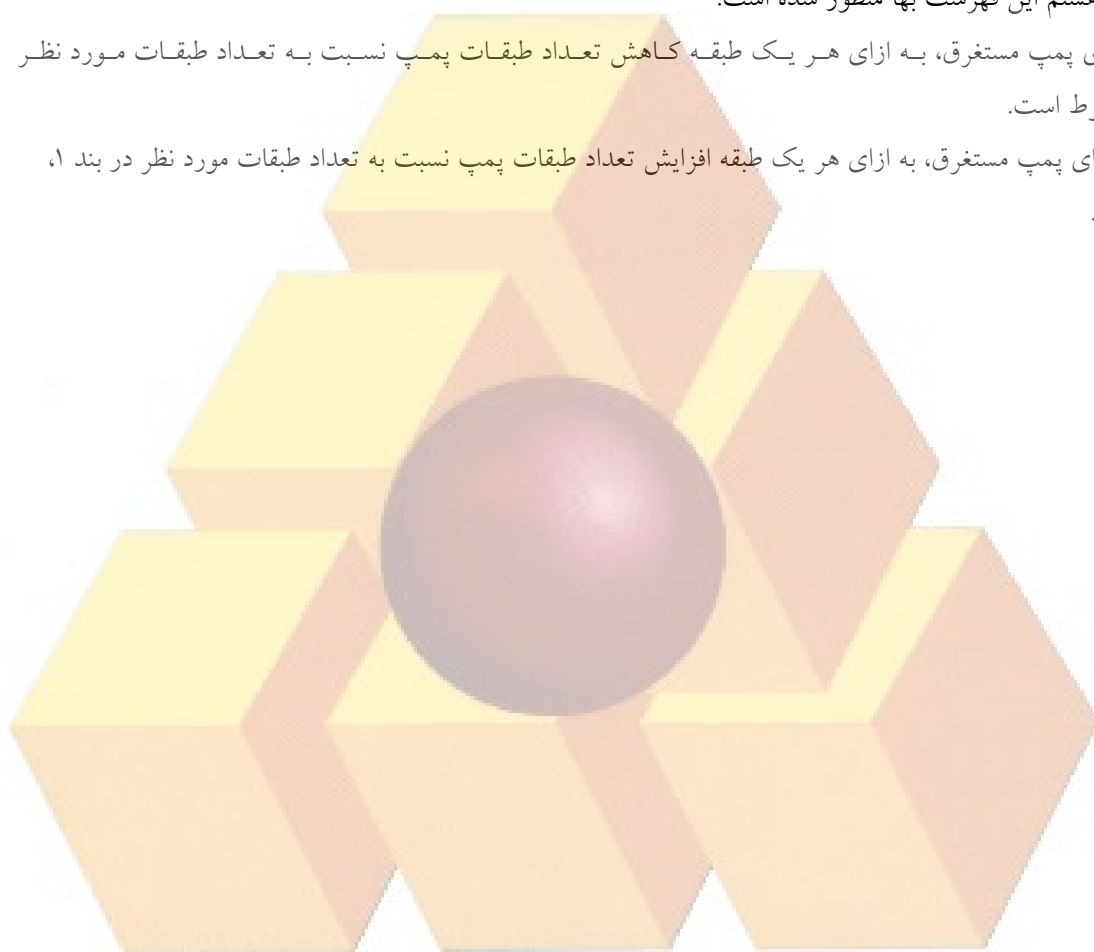 هشتم این فهرست بها منظور شده است.
ی پمپ مستغرق، به ازای هر یک طبقه کاهش تعداد طبقات پمپ نسبت به تعداد طبقات مورد نظر
رط است.
ای پمپ مستغرق، به ازای هر یک طبقه افزایش تعداد طبقات پمپ نسبت به تعداد طبقات مورد نظر در بند ۱،
.